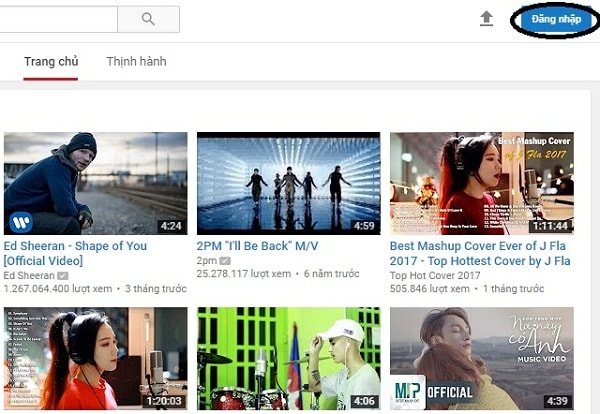 Đăng nhập
Trang chủ
Thịnh hành
4:24
4:59
Best Mashup Cover
of J Fla 2017
1:11:44
Ed Sheeran - Shape of You
[Official Video]
Ed Sheeran
1.267.064.400 lượt xem • 3 tháng trước
2PM "I'll Be Back" M/V
2pm
25.278.117 lượt xem • 6 năm trước
Best Mashup Cover Ever of J Fla
2017 - Top Hottest Cover by J Fla
Top Hot Cover 2017
505.846 lượt xem • 1 tháng trước
1:20:03
4:06
Nơi này
có Anh
MUSIC VIDEO
M-TP
OFFICIAL
4:39